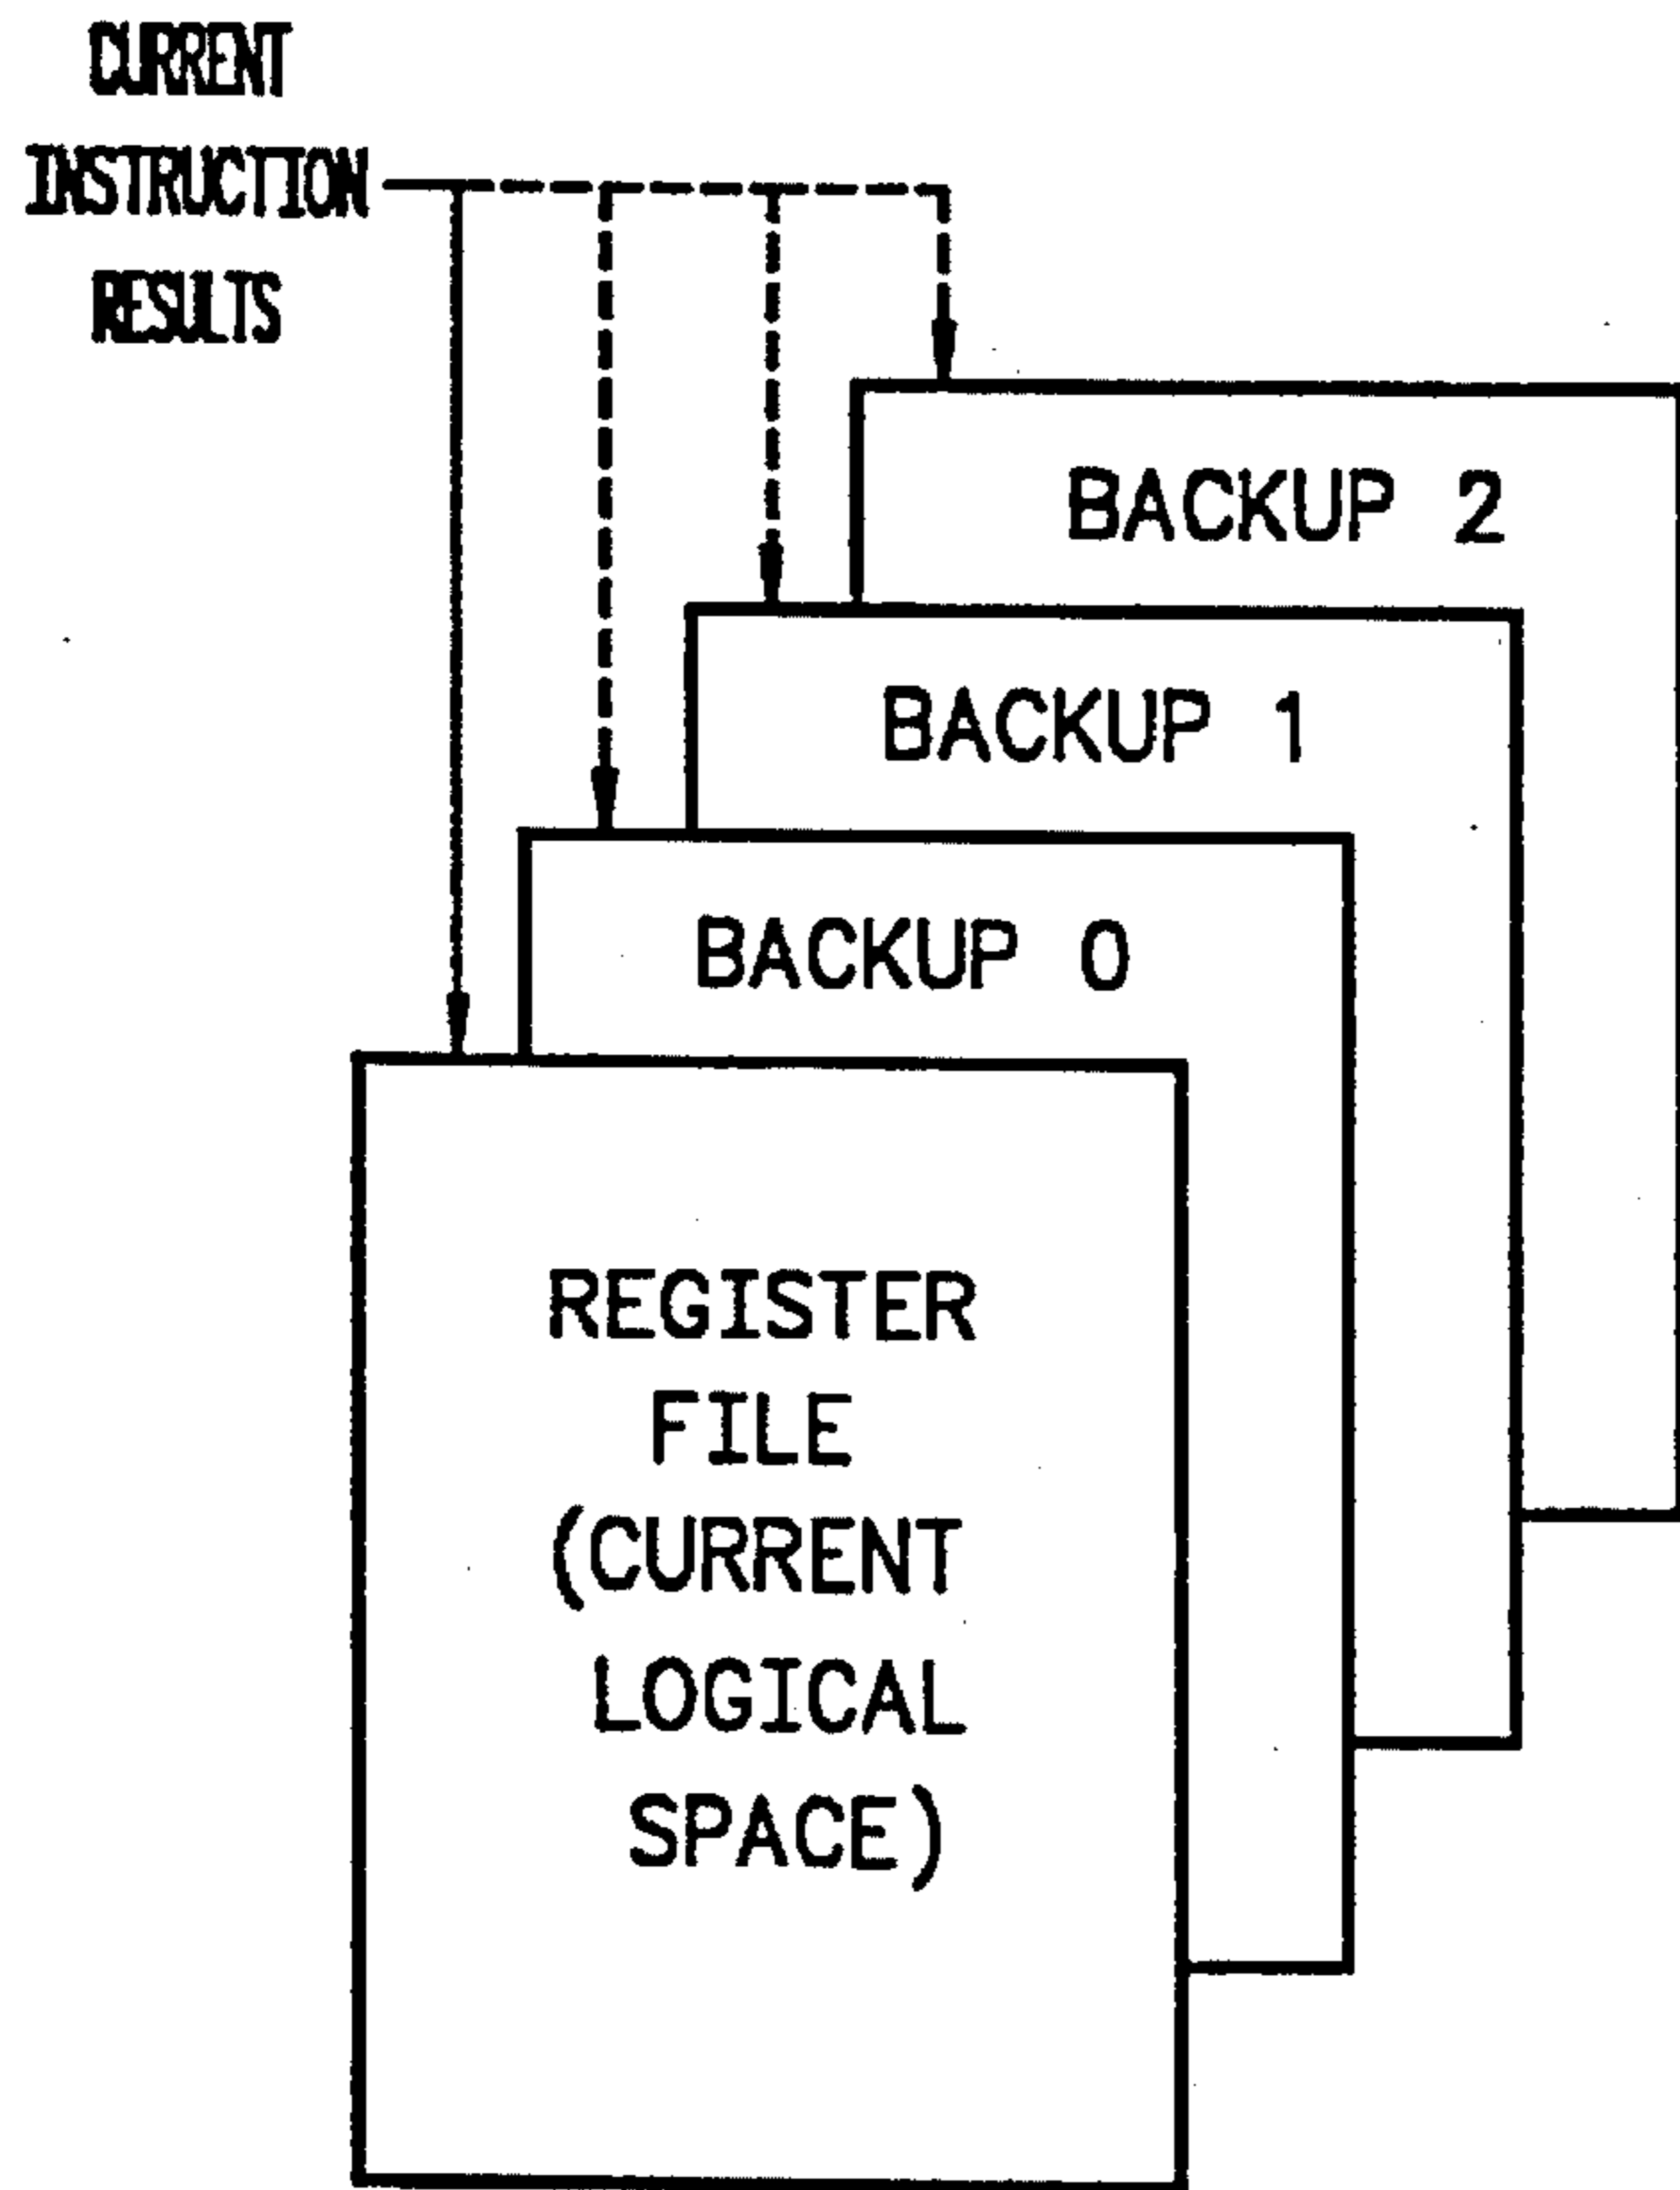 CURRENT
INSTRUCTION
RESULTS
BACKUP 2
BACKUP 1
BACKUP 0
REGISTER
FILE
(CURRENT
LOGICAL
SPACE)